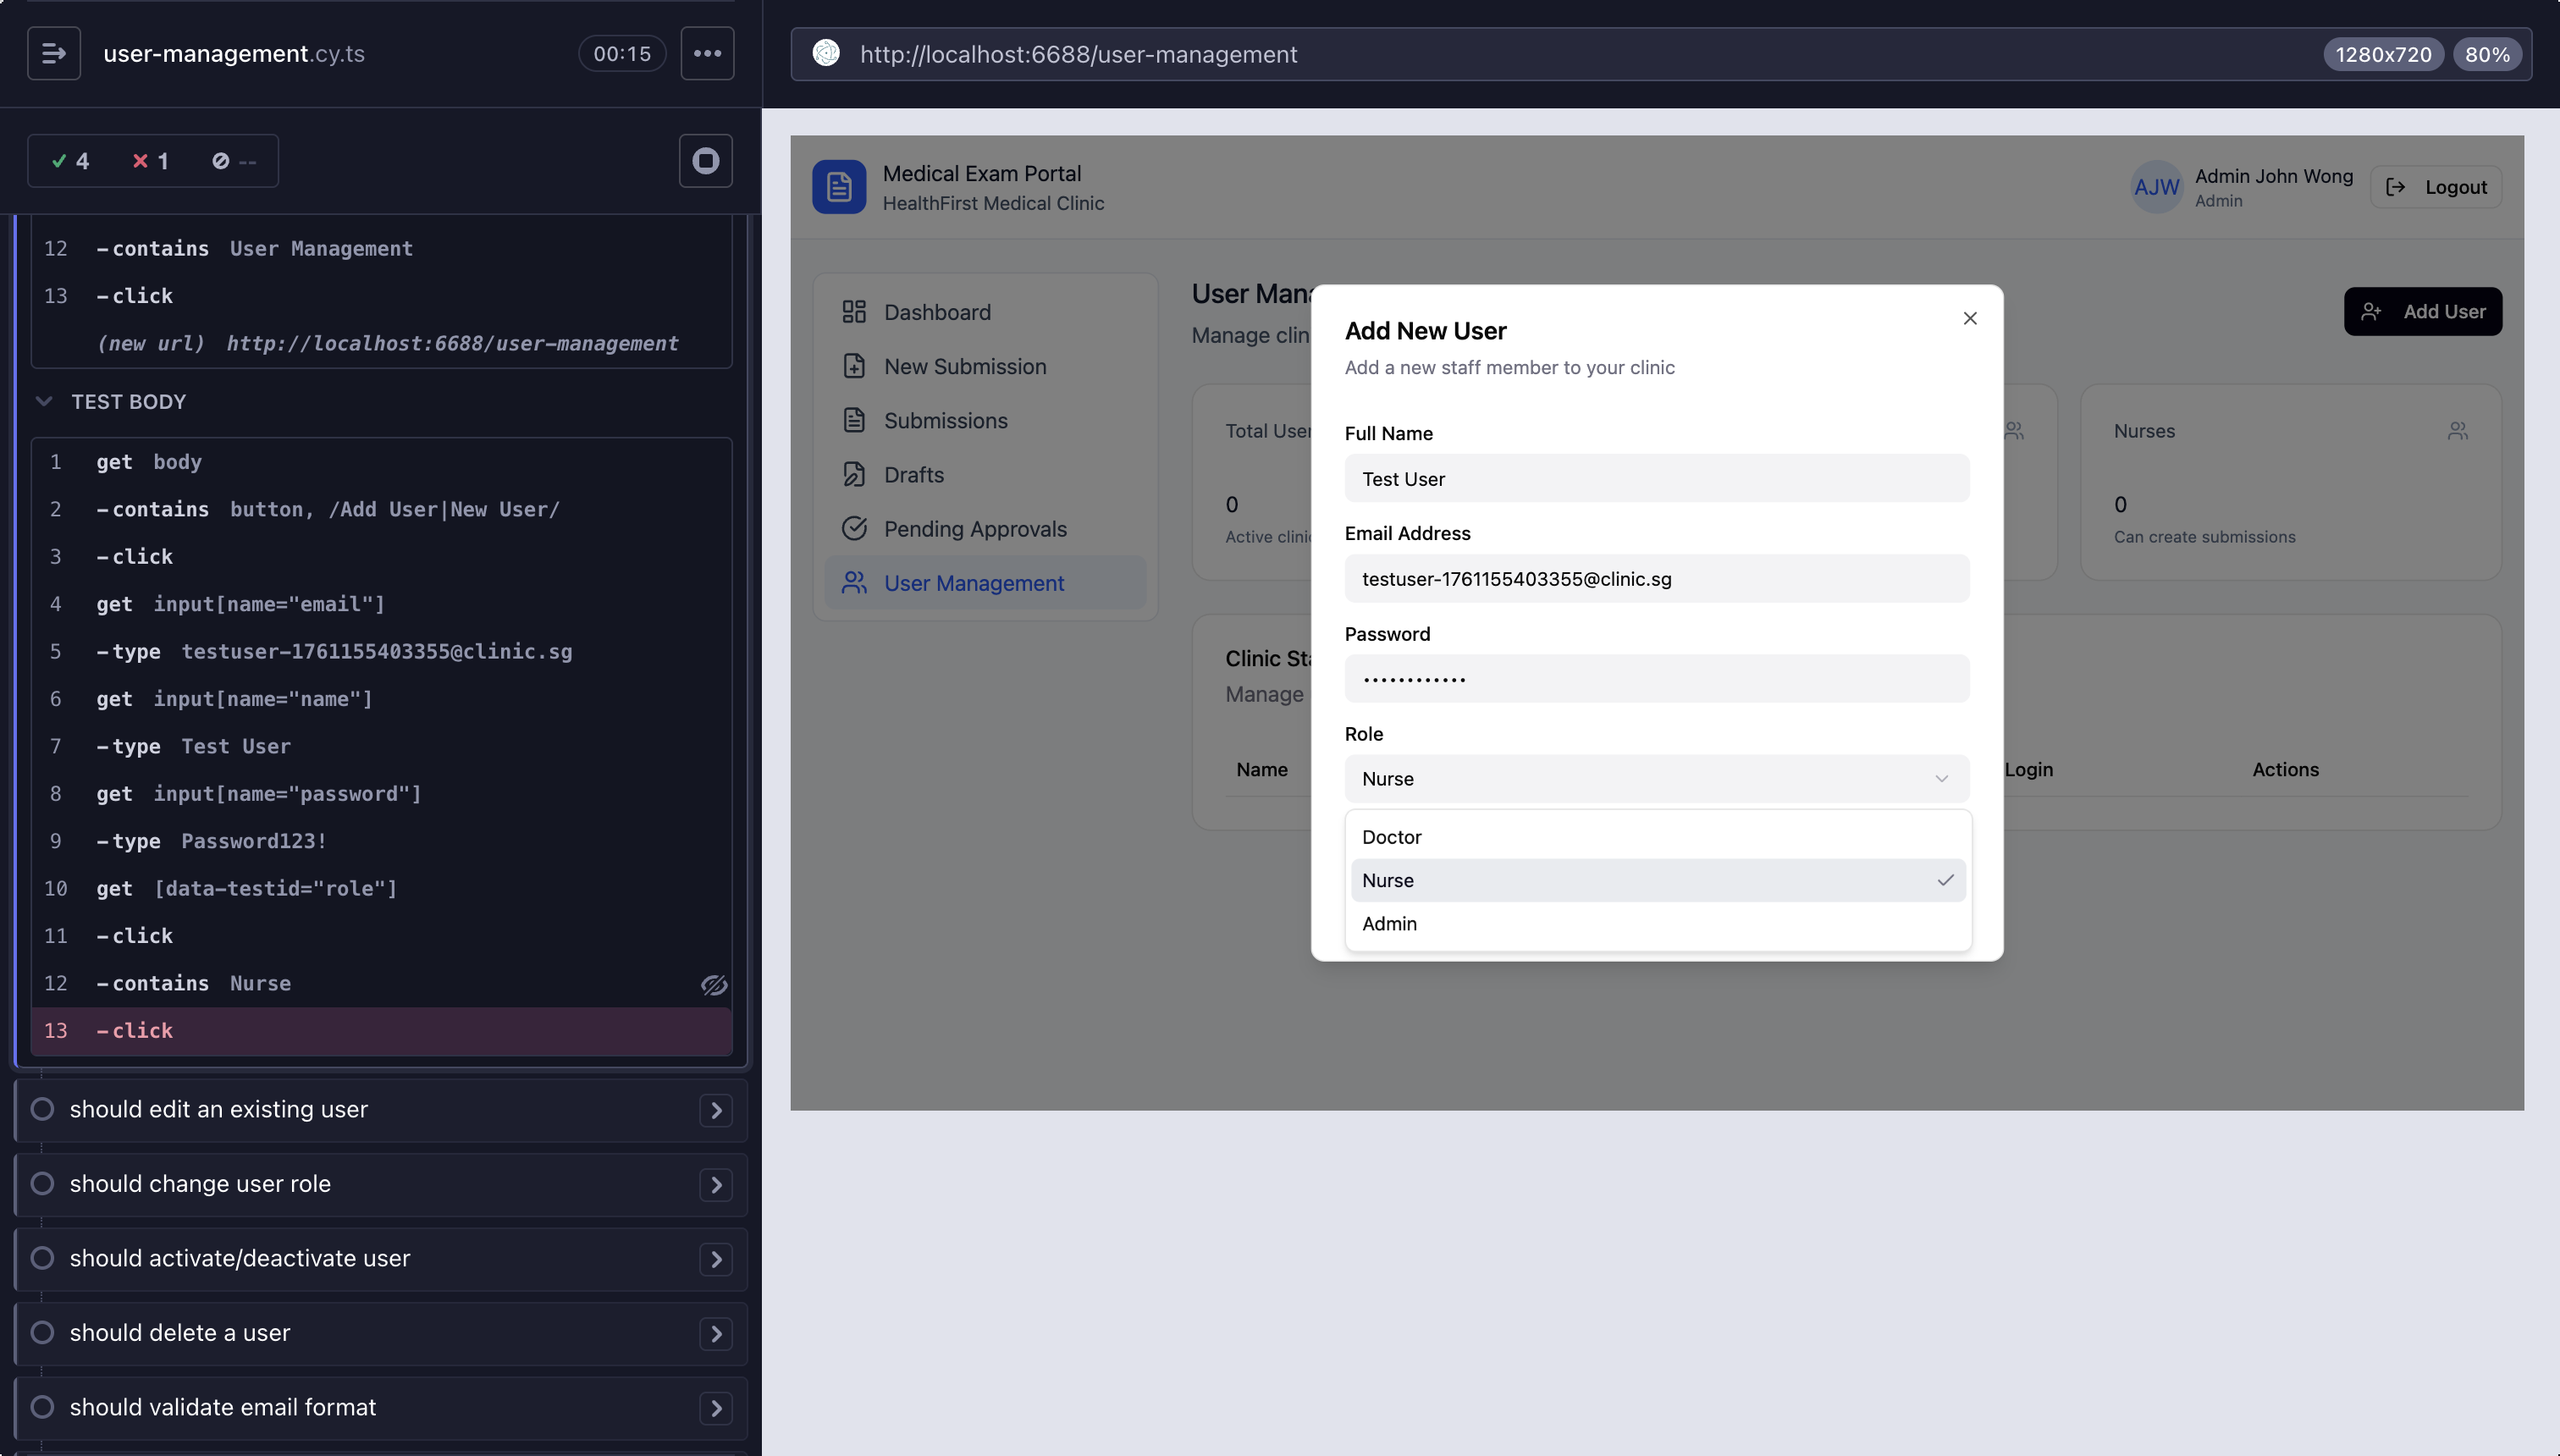 user-management.cy.ts
00:15
4
1
--
12 -contains User Management
13 -click
(new url) http://localhost:6688/user-management
TEST BODY
1 get body
2 -contains button, /Add User|New User/
3 -click
4 get input[name="email"]
5 -type testuser-1761155403355@clinic.sg
6 get input[name="name"]
7 -type Test User
8 get input[name="password"]
9 -type Password123!
10 get [data-testid="role"]
11 -click
12 -contains Nurse
13 -click
should edit an existing user
should change user role
should activate/deactivate user
should delete a user
should validate email format
http://localhost:6688/user-management
1280x720
80%
Medical Exam Portal
HealthFirst Medical Clinic
AJW
Admin John Wong
Admin
Logout
Dashboard
New Submission
Submissions
Drafts
Pending Approvals
User Management
User Man
Manage clin
Add User
Total User
0
Active clini
Nurses
0
Can create submissions
Clinic Sta
Manage
Name
Login
Actions
Add New User
Add a new staff member to your clinic
Full Name
Test User
Email Address
testuser-1761155403355@clinic.sg
Password
••••••••••••
Role
Nurse
Doctor
Nurse
Admin